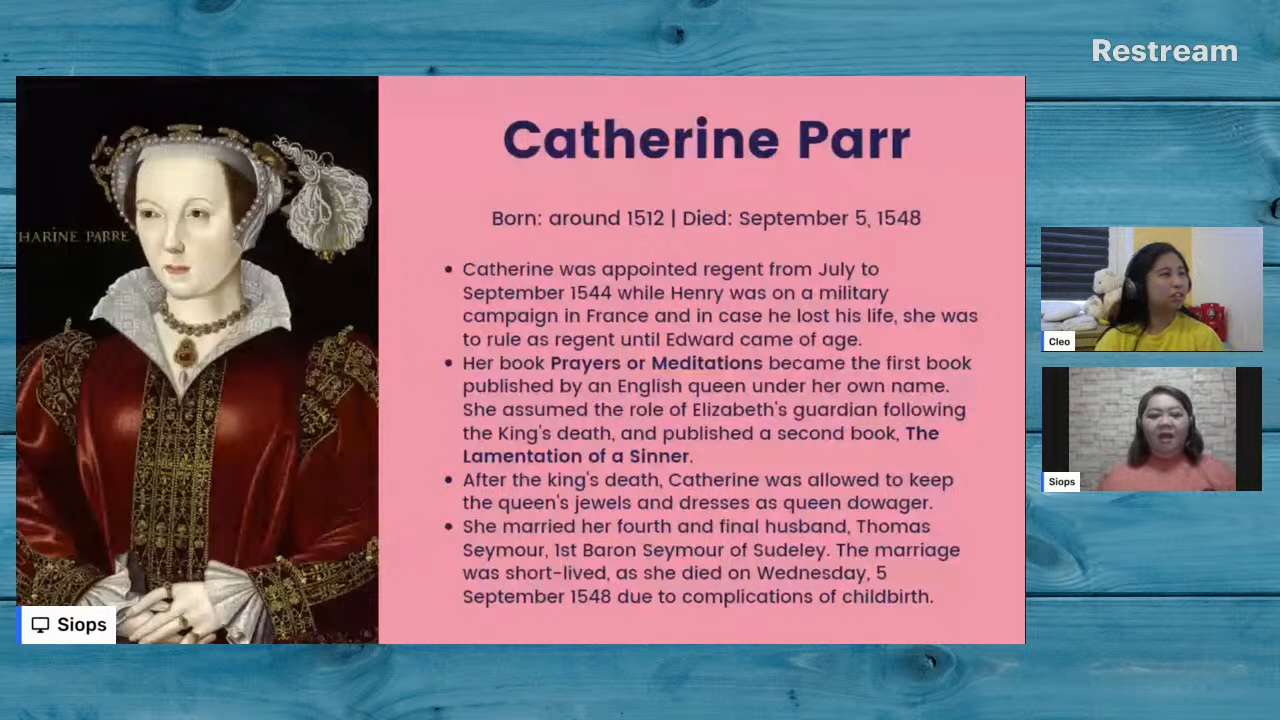 Restream
Catherine Parr
Born: around 1512 | Died: September 5, 1548
HARINE PARRE
• Catherine was appointed regent from July to
September 1544 while Henry was on a military
campaign in France and in case he lost his life, she was
to rule as regent until Edward came of age.
• Her book Prayers or Meditations became the first book
published by an English queen under her own name.
She assumed the role of Elizabeth's guardian following
the King's death, and published a second book, The
Lamentation of a Sinner.
• After the king's death, Catherine was allowed to keep
the queen's jewels and dresses as queen dowager.
• She married her fourth and final husband, Thomas
Seymour, 1st Baron Seymour of Sudeley. The marriage
was short-lived, as she died on Wednesday, 5
September 1548 due to complications of childbirth.
Cleo
Siops
Siops